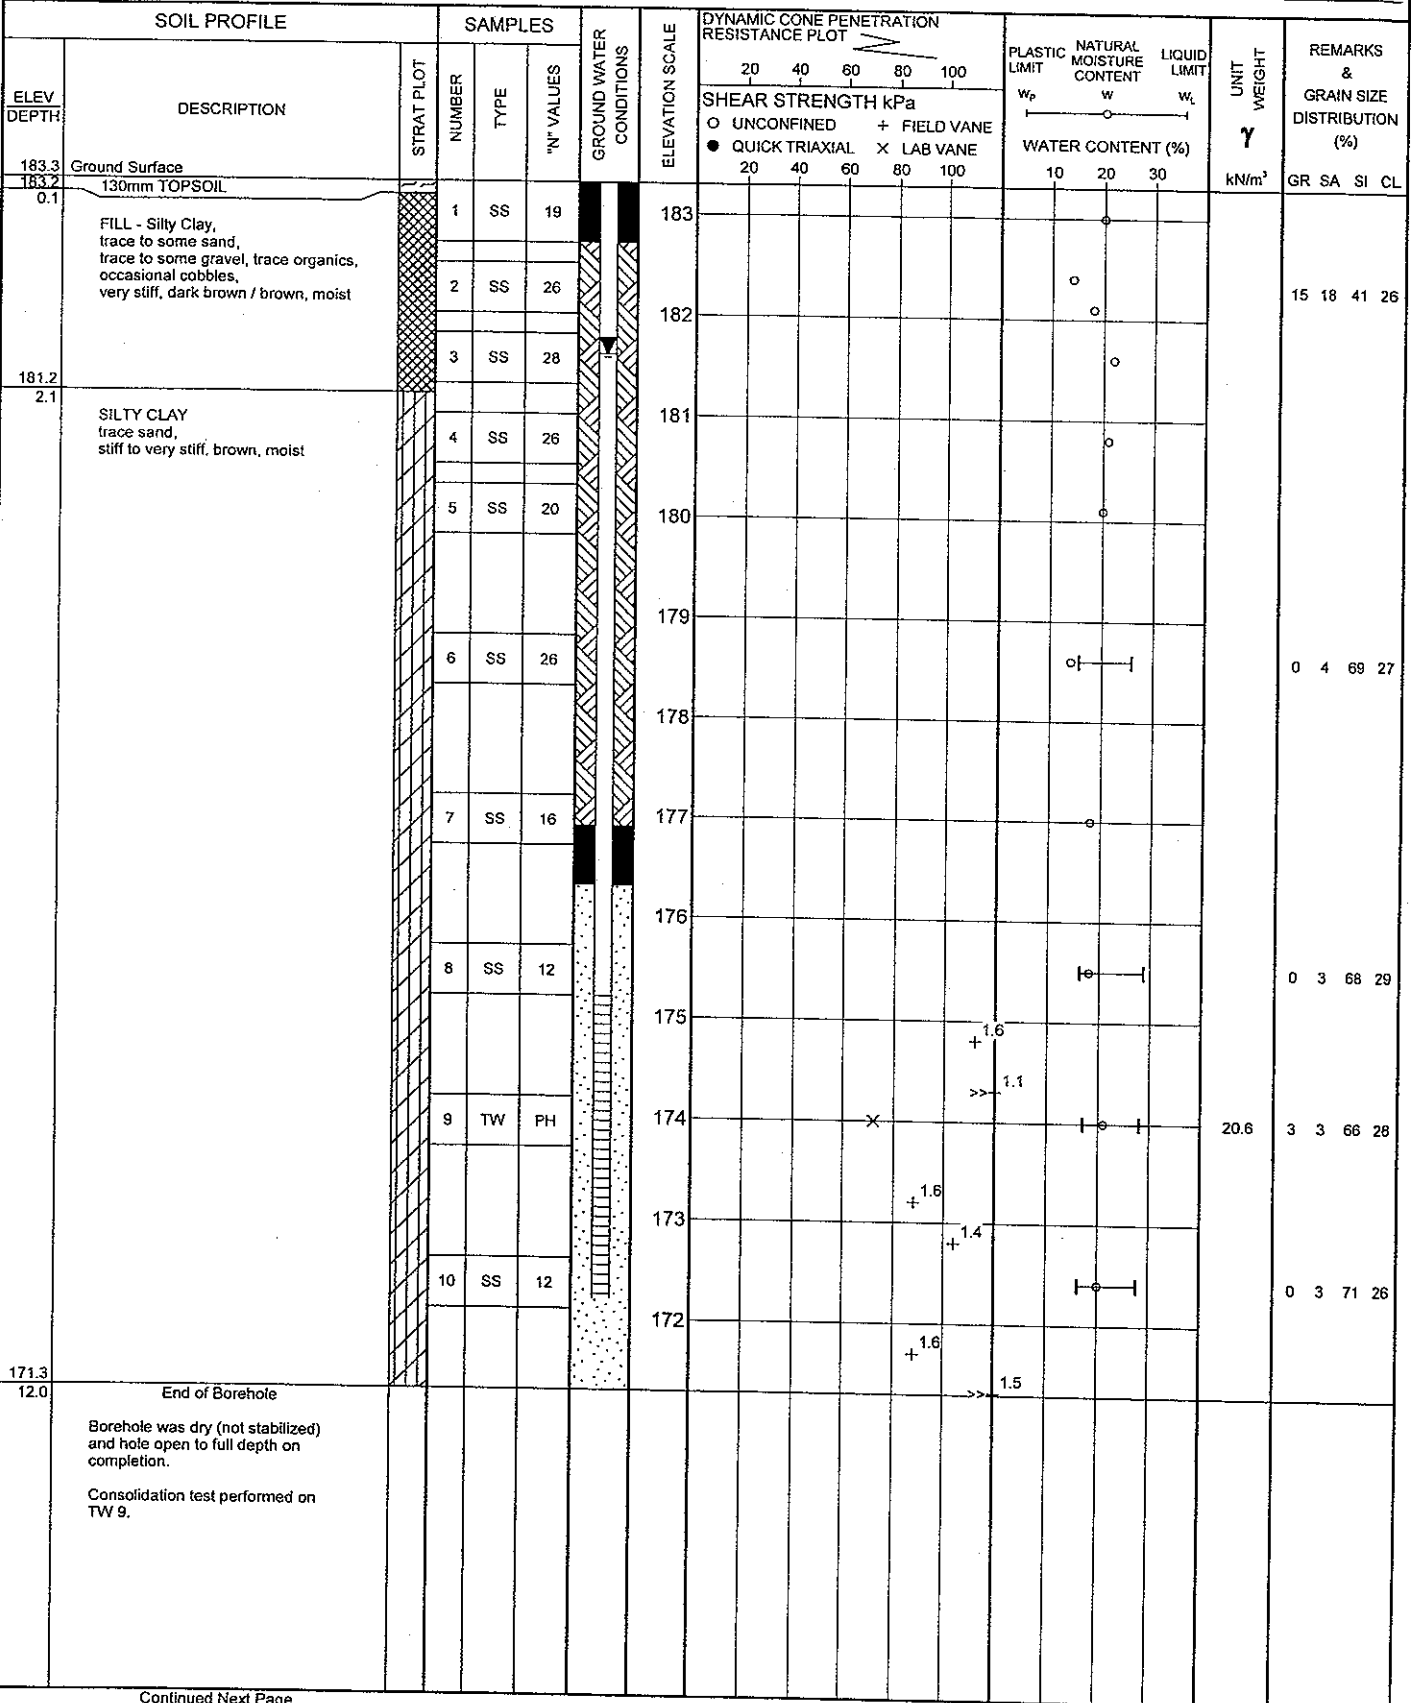 SOIL PROFILE
SAMPLES
GROUND WATER CONDITIONS
ELEVATION SCALE
DYNAMIC CONE PENETRATION
RESISTANCE PLOT
20 40 60 80 100
SHEAR STRENGTH kPa
O UNCONFINED + FIELD VANE
● QUICK TRIAXIAL × LAB VANE
20 40 60 80 100
PLASTIC LIMIT
NATURAL MOISTURE CONTENT
LIQUID LIMIT
WP W WL
WATER CONTENT (%)
10 20 30
UNIT WEIGHT
γ
kN/m³
REMARKS
&
GRAIN SIZE
DISTRIBUTION
(%)
GR SA SI CL
ELEV
DEPTH
DESCRIPTION
STRAT PLOT
NUMBER
TYPE
"N" VALUES
183.3 Ground Surface
183.2 130mm TOPSOIL
0.1
FILL - Silty Clay,
trace to some sand,
trace to some gravel, trace organics,
occasional cobbles,
very stiff, dark brown / brown, moist
1 SS 19
183
2 SS 26
15 18 41 26
182
3 SS 28
181.2
2.1
SILTY CLAY
trace sand,
stiff to very stiff, brown, moist
181
4 SS 26
5 SS 20
180
179
6 SS 26
0 4 69 27
178
7 SS 16
177
176
8 SS 12
0 3 68 29
175
1.6
1.1
9 TW PH
174
20.6
3 3 66 28
1.6
173
1.4
10 SS 12
0 3 71 26
172
1.6
171.3
12.0
1.5
End of Borehole
Borehole was dry (not stabilized)
and hole open to full depth on
completion.
Consolidation test performed on
TW 9.
Continued Next Page